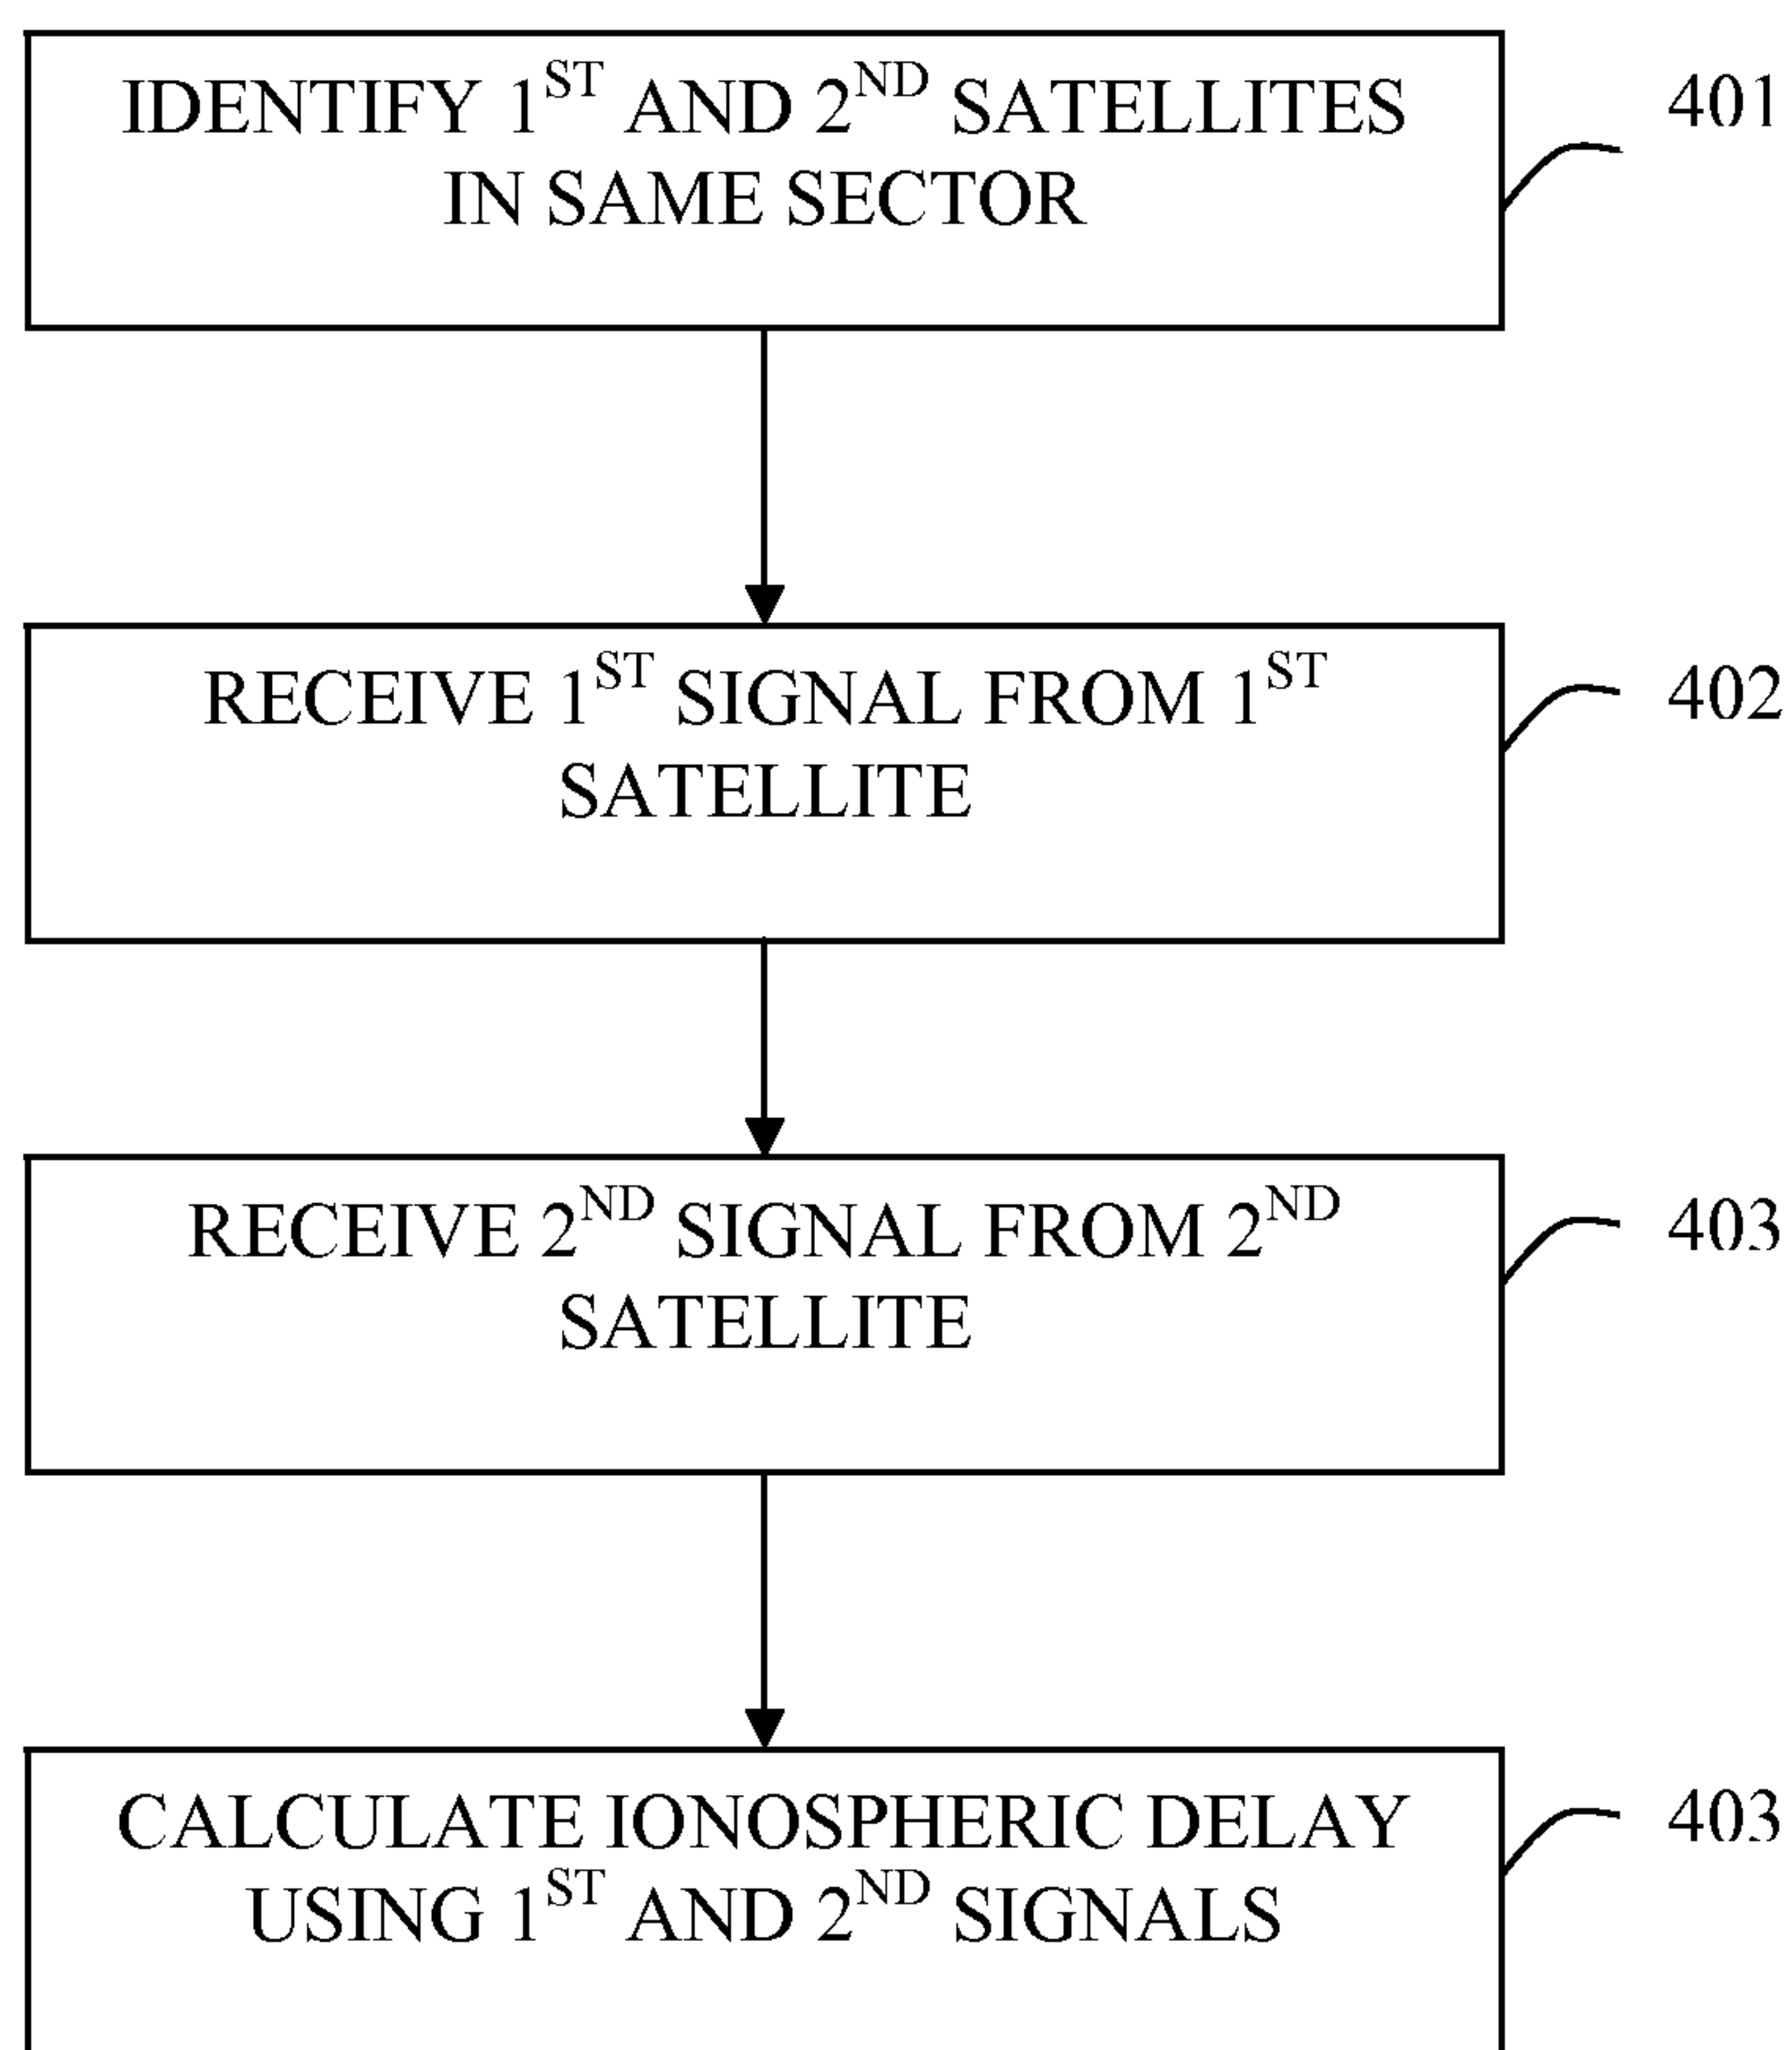 IDENTIFY 1ST AND 2ND SATELLITES
IN SAME SECTOR
401
RECEIVE 1ST SIGNAL FROM 1ST
SATELLITE
402
RECEIVE 2ND SIGNAL FROM 2ND
SATELLITE
403
CALCULATE IONOSPHERIC DELAY
USING 1ST AND 2ND SIGNALS
403